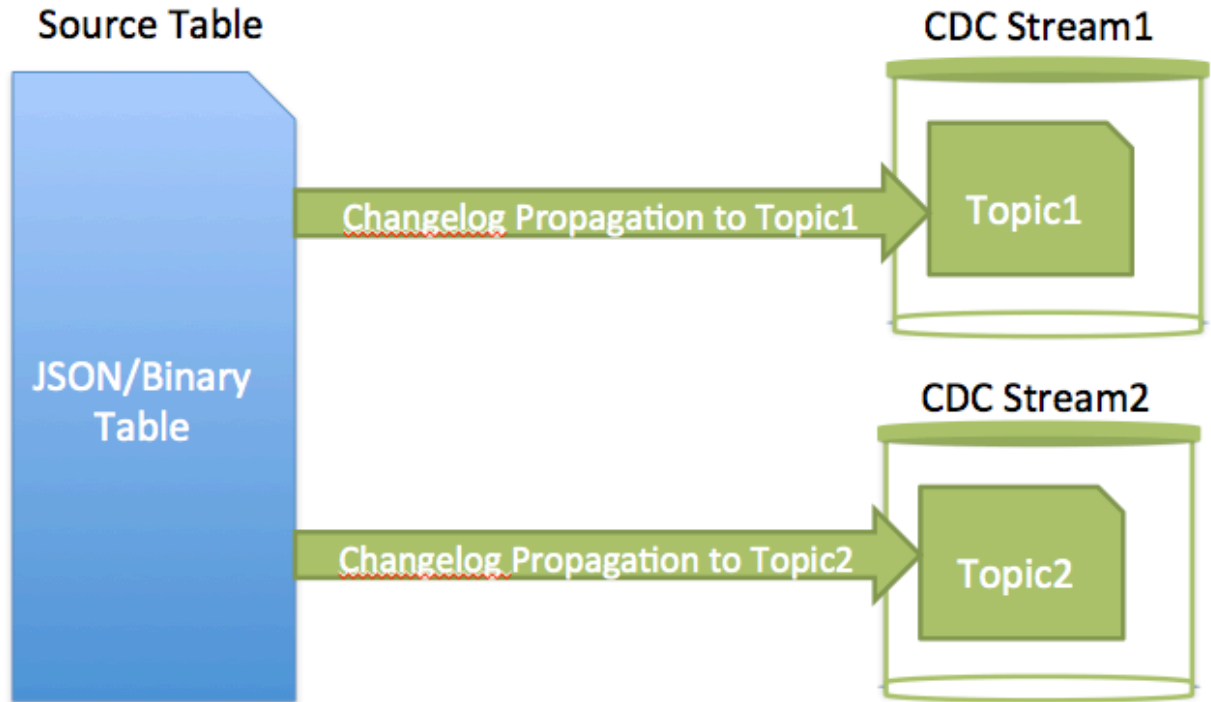 Source Table
CDC Stream1
Changelog Propagation to Topic1
Topic1
JSON/Binary
Table
CDC Stream2
Changelog Propagation to Topic2
Topic2